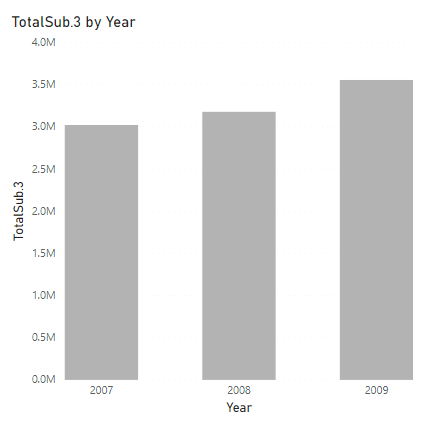 TotalSub.3 by Year
4.0M
3.5M
3.0M
2.5M
2.0M
1.5M
1.0M
0.5M
0.0M
TotalSub.3
2007 2008 2009
Year